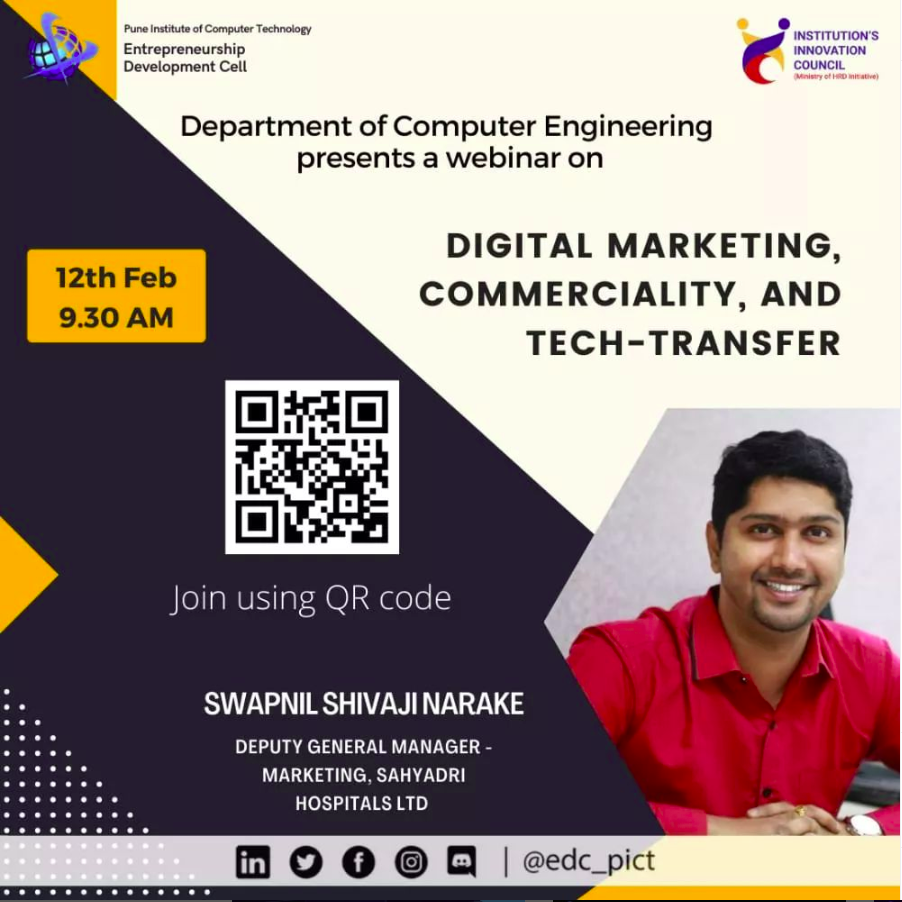 Pune Institute of Computer Technology
Entrepreneurship
Development Cell
INSTITUTION'S
INNOVATION
COUNCIL
(Ministry of HRD Initiative)
Department of Computer Engineering
presents a webinar on
DIGITAL MARKETING,
COMMERCIALITY, AND
TECH-TRANSFER
12th Feb
9.30 AM
Join using QR code
SWAPNIL SHIVAJI NARAKE
DEPUTY GENERAL MANAGER -
MARKETING, SAHYADRI
HOSPITALS LTD
in | @edc_pict